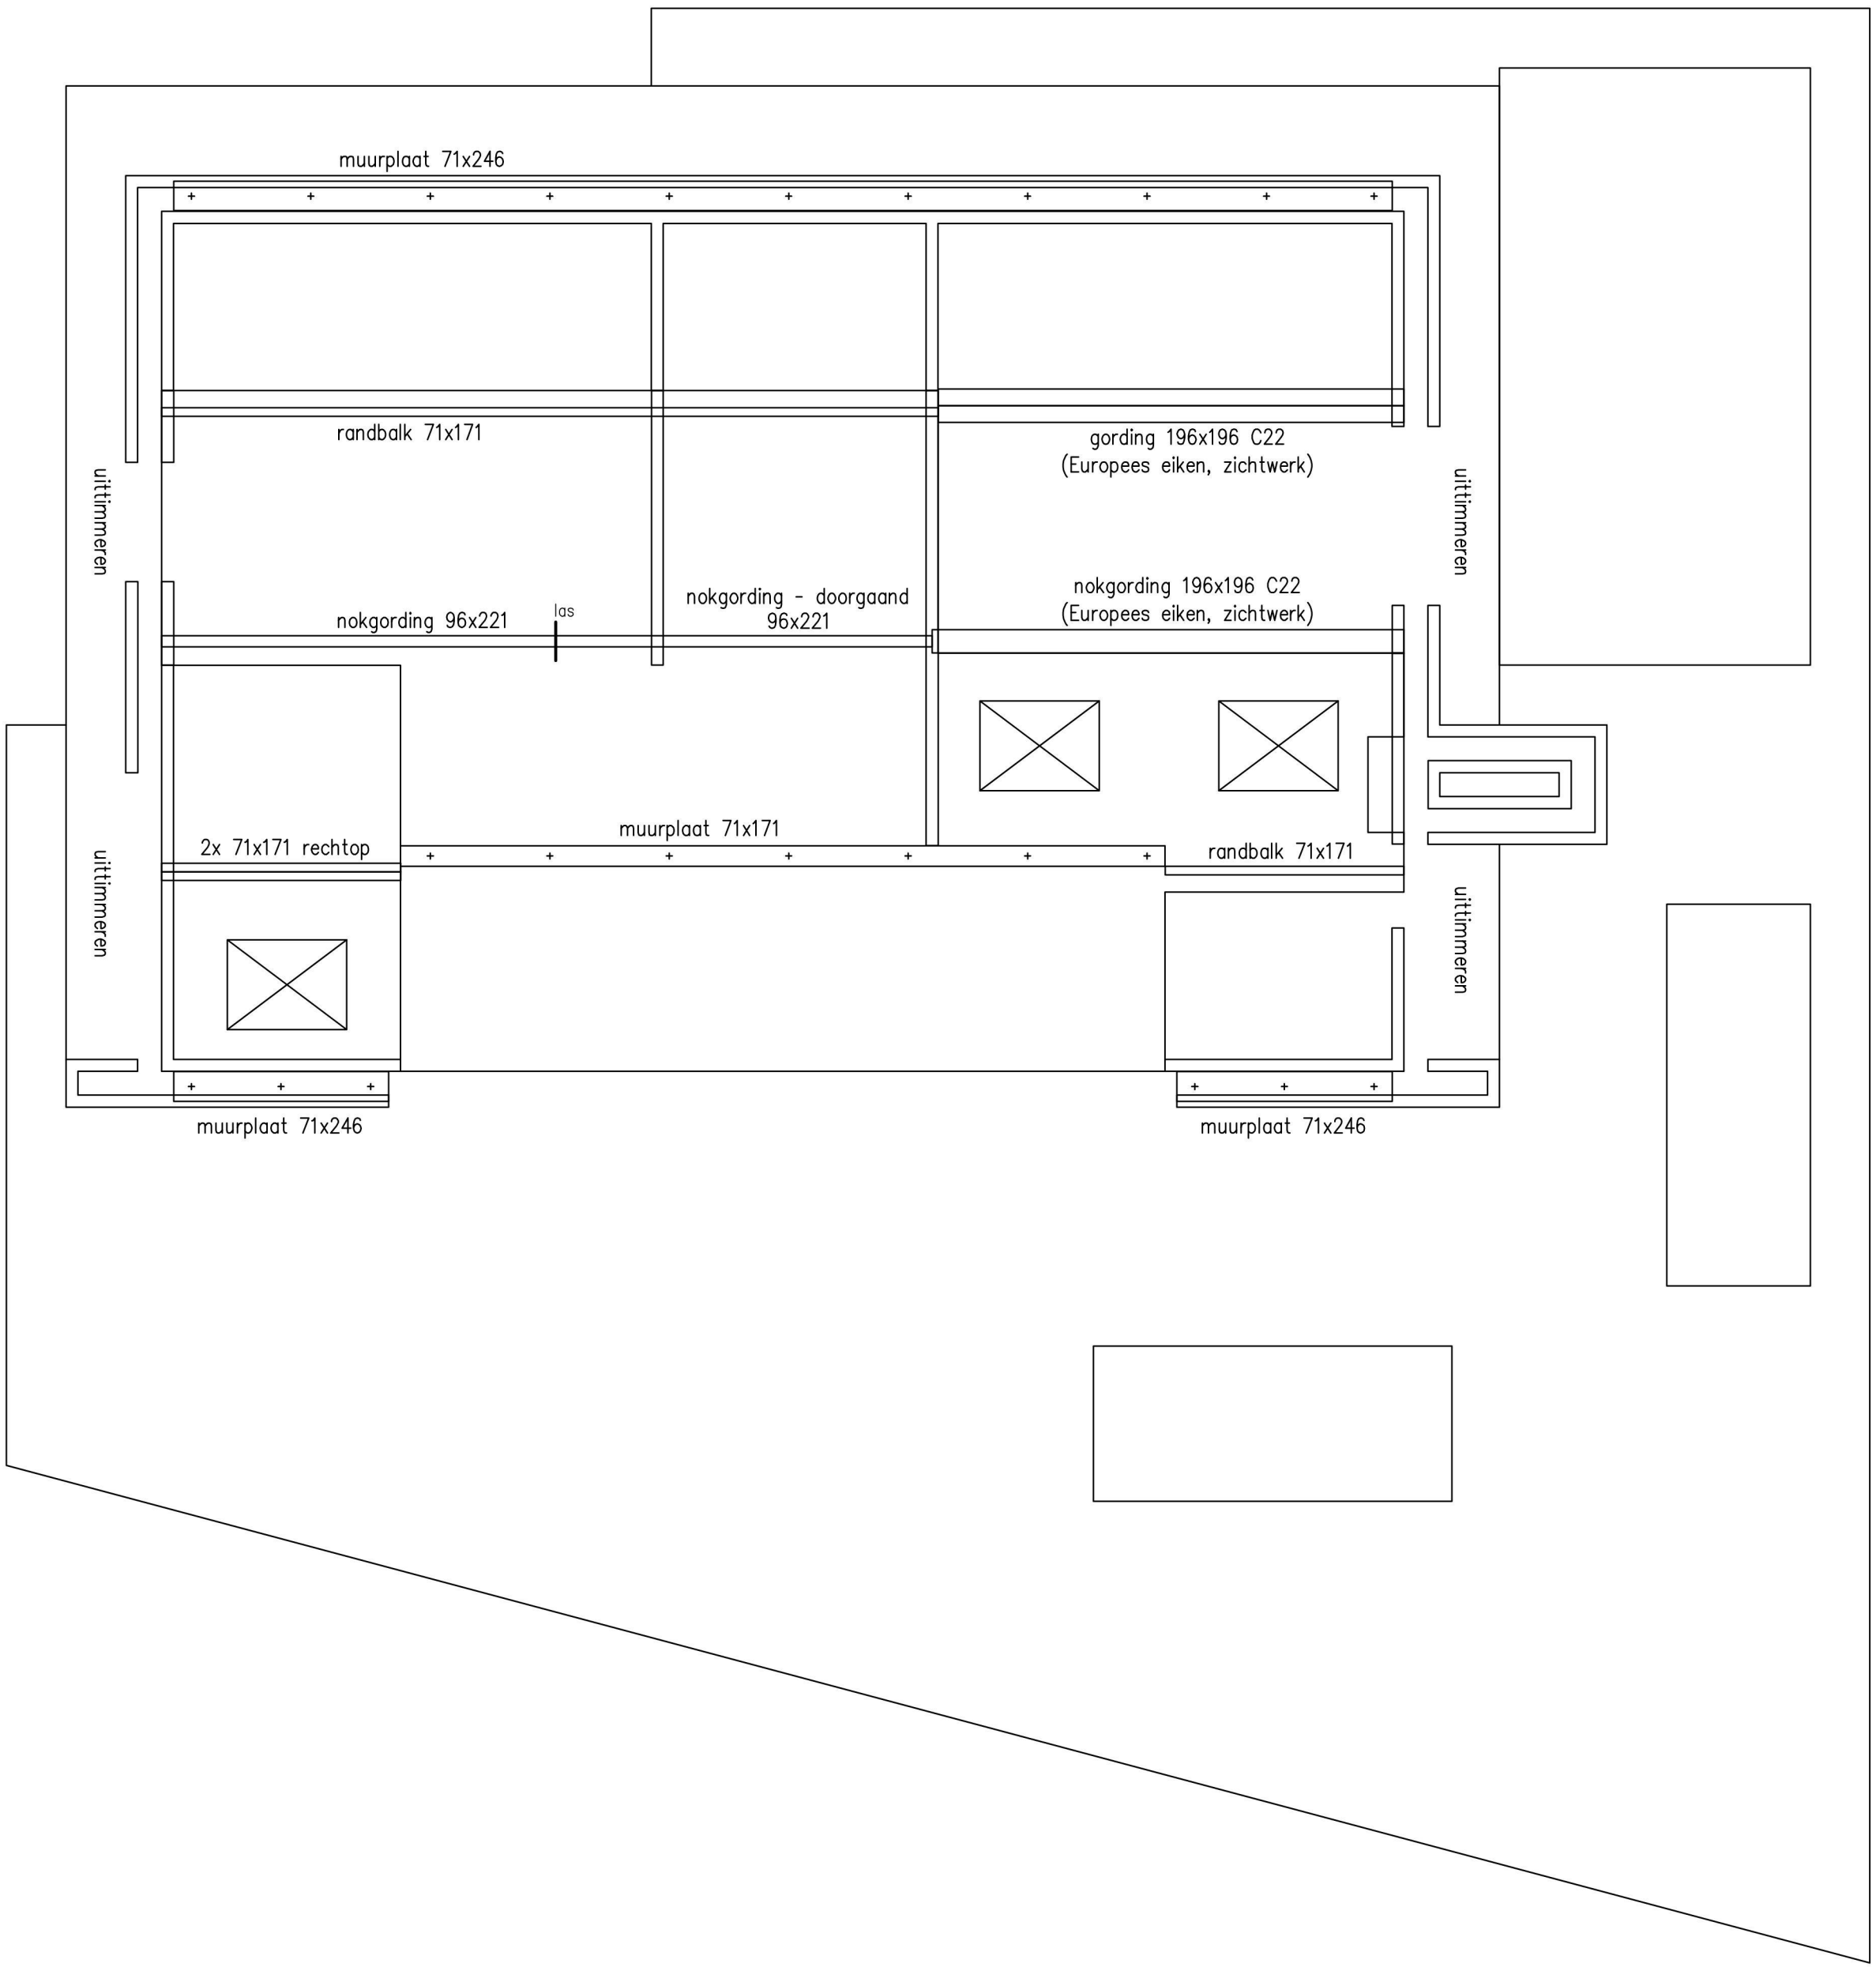 muurplaat 71x246
randbalk 71x171
gording 196x196 C22
(Europees eiken, zichtwerk)
uittimmeren
uittimmeren
nokgording 96x221
las
nokgording - doorgaand
96x221
nokgording 196x196 C22
(Europees eiken, zichtwerk)
muurplaat 71x171
2x 71x171 rechtop
randbalk 71x171
uittimmeren
uittimmeren
muurplaat 71x246
muurplaat 71x246